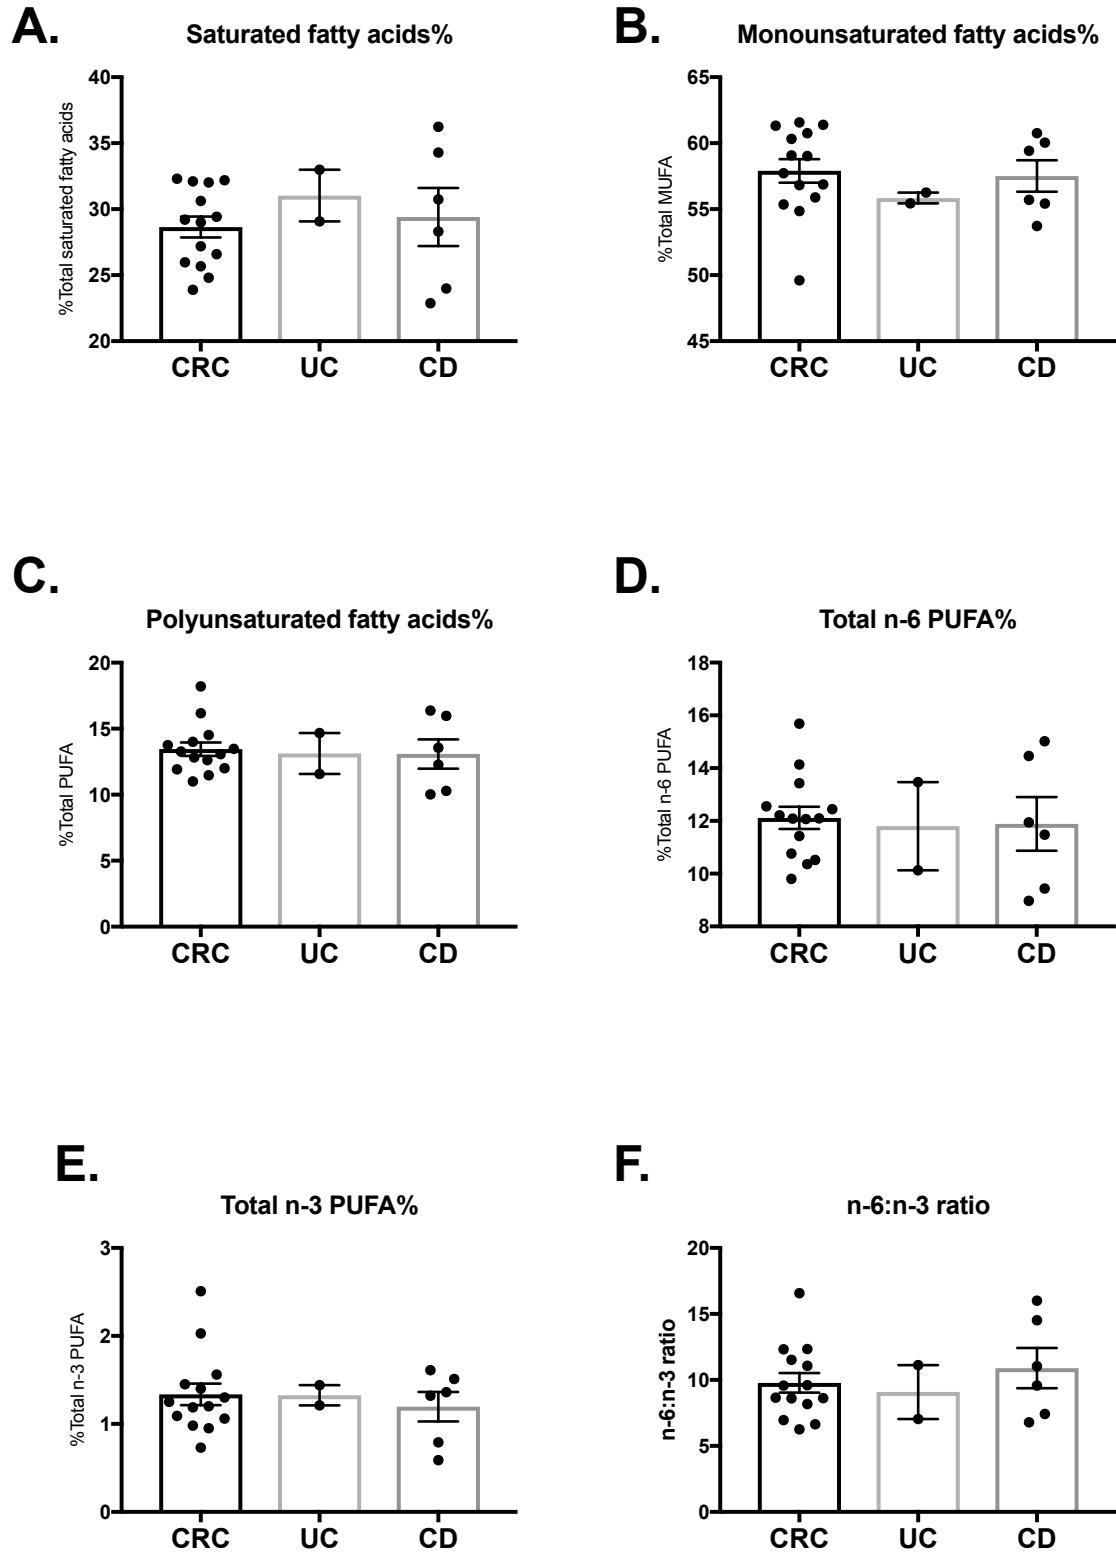 A.
Saturated fatty acids%
%Total saturated fatty acids
40
35
30
25
20
CRC UC CD
B.
Monounsaturated fatty acids%
%Total MUFA
65
60
55
50
45
CRC UC CD
C.
Polyunsaturated fatty acids%
%Total PUFA
20
15
10
5
0
CRC UC CD
D.
Total n-6 PUFA%
%Total n-6 PUFA
18
16
14
12
10
8
CRC UC CD
E.
Total n-3 PUFA%
%Total n-3 PUFA
3
2
1
0
CRC UC CD
F.
n-6:n-3 ratio
n-6:n-3 ratio
20
15
10
5
0
CRC UC CD